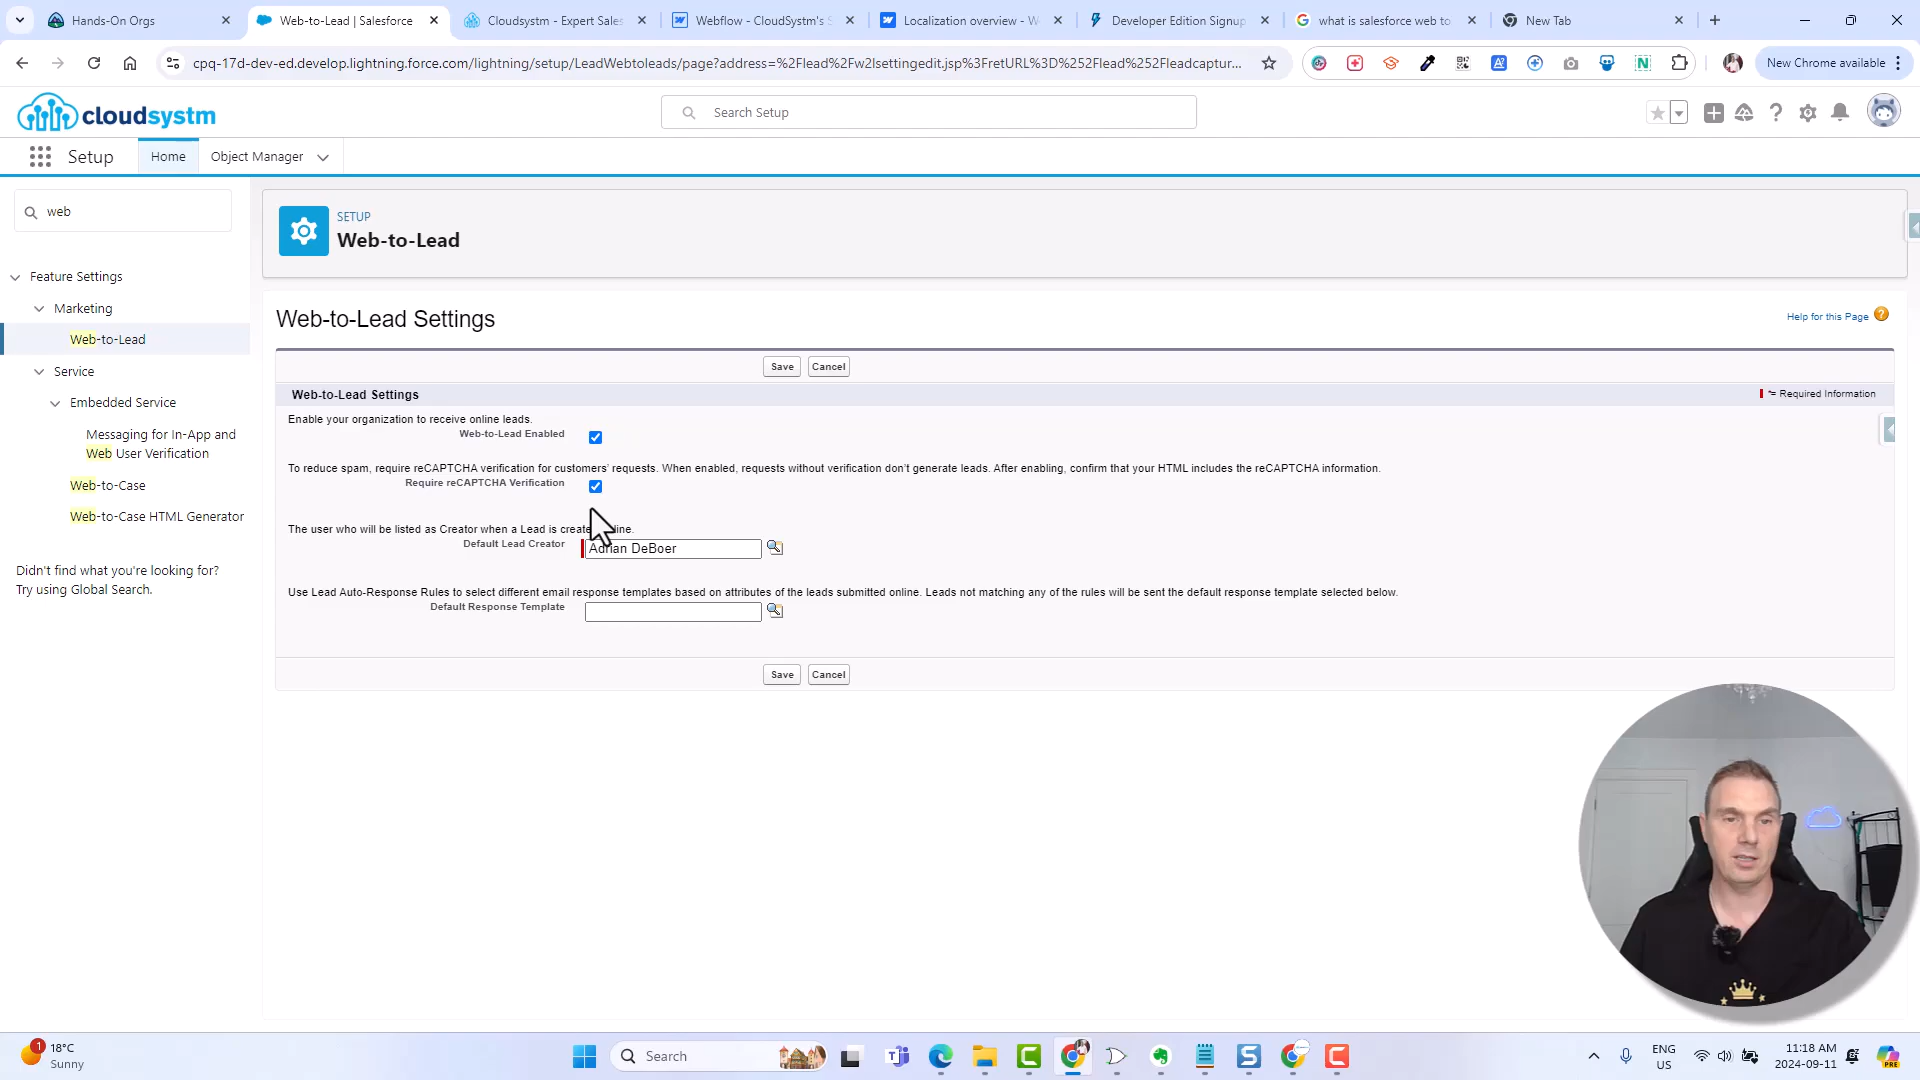 Hands-On Orgs
Web-to-Lead | Salesforce
Cloudsystm - Expert Sales
Webflow - CloudSystm's S
Localization overview - W
Developer Edition Signup
what is salesforce web to
New Tab
cpq-17d-dev-ed.develop.lightning.force.com/lightning/setup/LeadWebtoleads/page?address=%2Flead%2Fw2lsettingedit.jsp%3FretURL%3D%252Flead%252Fleadcaptur...
New Chrome available
cloudsystm
Search Setup
Setup
Home
Object Manager
web
SETUP
Web-to-Lead
Feature Settings
Marketing
Web-to-Lead
Service
Embedded Service
Messaging for In-App and
Web User Verification
Web-to-Case
Web-to-Case HTML Generator
Didn't find what you're looking for?
Try using Global Search.
Web-to-Lead Settings
Help for this Page
Save
Cancel
Web-to-Lead Settings
= Required Information
Enable your organization to receive online leads.
Web-to-Lead Enabled
To reduce spam, require reCAPTCHA verification for customers' requests. When enabled, requests without verification don't generate leads. After enabling, confirm that your HTML includes the reCAPTCHA information.
Require reCAPTCHA Verification
The user who will be listed as Creator when a Lead is created online.
Default Lead Creator
Adrian DeBoer
Use Lead Auto-Response Rules to select different email response templates based on attributes of the leads submitted online. Leads not matching any of the rules will be sent the default response template selected below.
Default Response Template
Save
Cancel
1
18°C
Sunny
Search
ENG
US
11:18 AM
2024-09-11
PRE